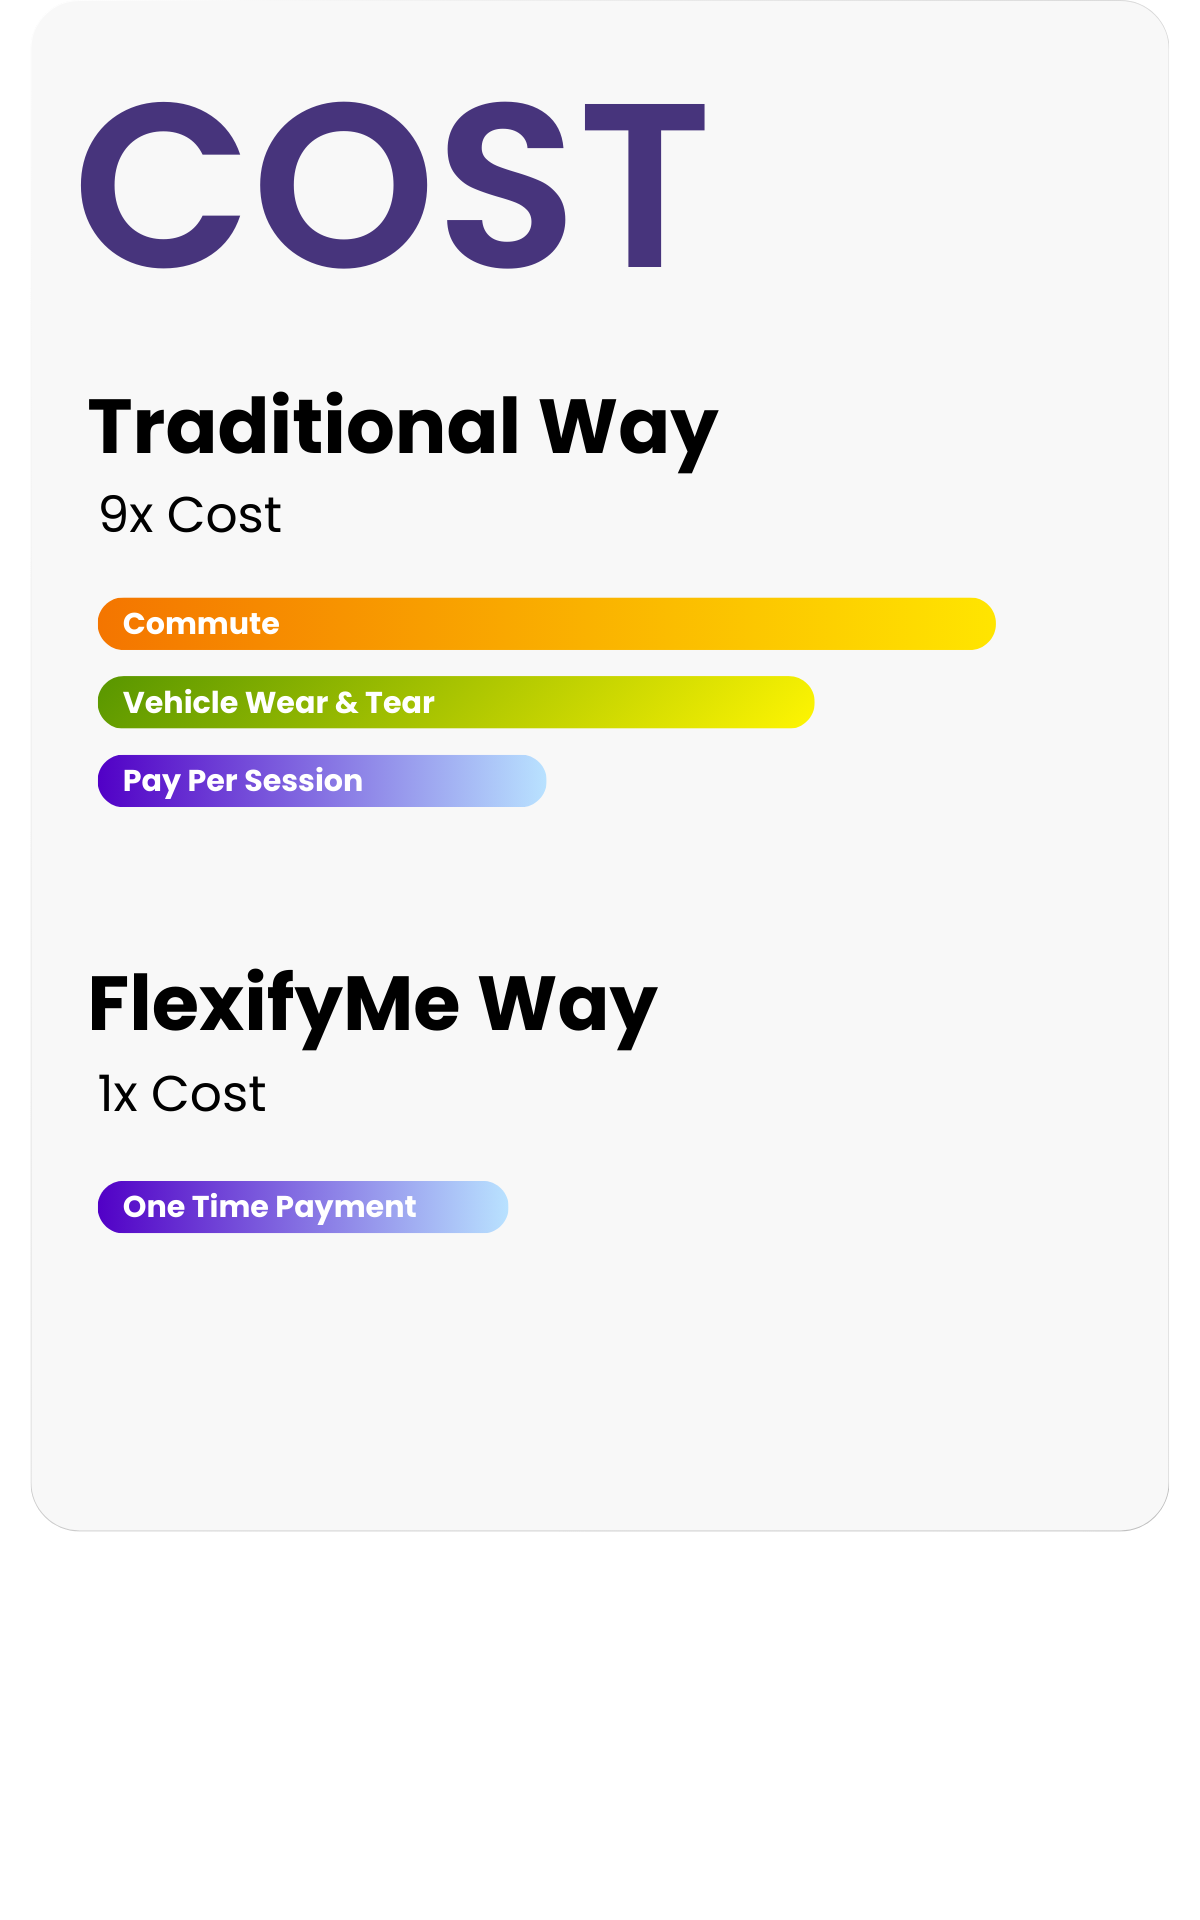 COST
Traditional Way
9x Cost
Commute
Vehicle Wear & Tear
Pay Per Session
FlexifyMe Way
1x Cost
One Time Payment